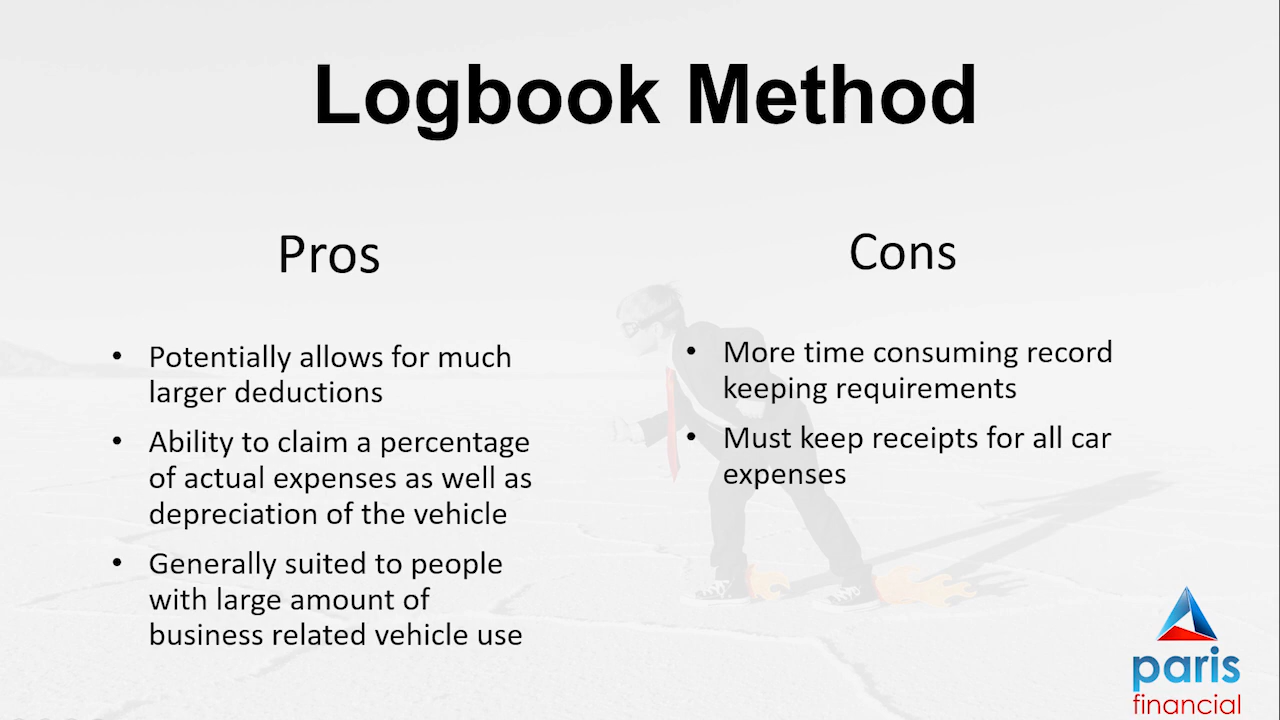 Logbook Method
Pros
Potentially allows for much
larger deductions
Ability to claim a percentage
of actual expenses as well as
depreciation of the vehicle
Generally suited to people
with large amount of
business related vehicle use
Cons
More time consuming record
keeping requirements
Must keep receipts for all car
expenses
paris
financial